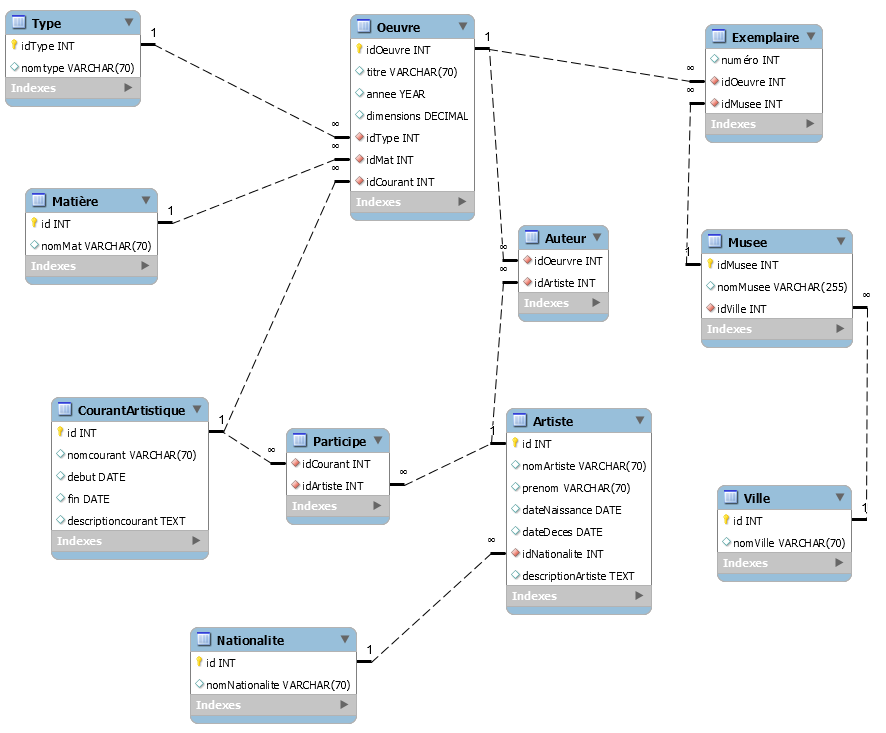 Type
idType INT
nomtype VARCHAR(70)
Indexes
1
Oeuvre
idOeuvre INT
titre VARCHAR(70)
annee YEAR
dimensions DECIMAL
idType INT
idMat INT
idCourant INT
Indexes
1
∞
∞
∞
Exemplaire
numéro INT
idOeuvre INT
idMusee INT
Indexes
∞
∞
Matière
id INT
nomMat VARCHAR(70)
Indexes
1
Auteur
idOeurvre INT
idArtiste INT
Indexes
∞
∞
Musee
idMusee INT
nomMusee VARCHAR(255)
idVille INT
Indexes
1
∞
CourantArtistique
id INT
nomcourant VARCHAR(70)
debut DATE
fin DATE
descriptioncourant TEXT
Indexes
1
Participe
idCourant INT
idArtiste INT
Indexes
∞
∞
Artiste
id INT
nomArtiste VARCHAR(70)
prenom VARCHAR(70)
dateNaissance DATE
dateDeces DATE
idNationalite INT
descriptionArtiste TEXT
Indexes
1
∞
Ville
id INT
nomVille VARCHAR(70)
Indexes
1
Nationalite
id INT
nomNationalite VARCHAR(70)
Indexes
1